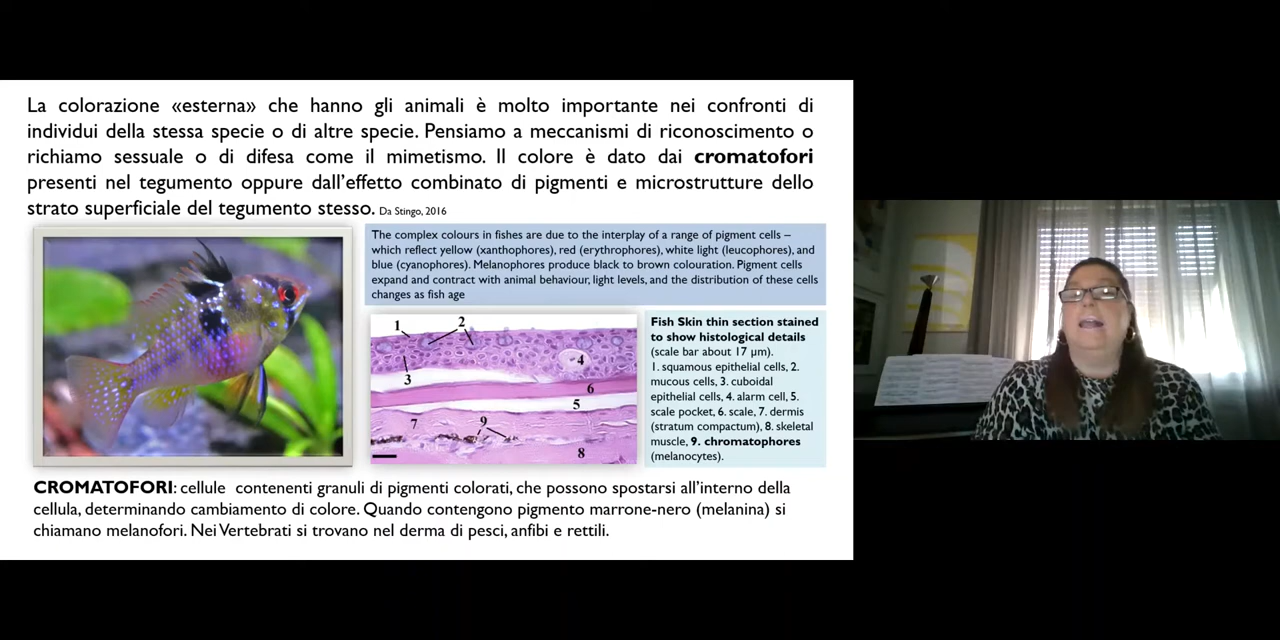 La colorazione «esterna» che hanno gli animali è molto importante nei confronti di
individui della stessa specie o di altre specie. Pensiamo a meccanismi di riconoscimento o
richiamo sessuale o di difesa come il mimetismo. Il colore è dato dai cromatofori
presenti nel tegumento oppure dall'effetto combinato di pigmenti e microstrutture dello
strato superficiale del tegumento stesso. Da Stingo, 2016
The complex colours in fishes are due to the interplay of a range of pigment cells –
which reflect yellow (xanthophores), red (erythrophores), white light (leucophores), and
blue (cyanophores). Melanophores produce black to brown colouration. Pigment cells
expand and contract with animal behaviour, light levels, and the distribution of these cells
changes as fish age
1
2
3
4
6
5
7
9
8
Fish Skin thin section stained
to show histological details
(scale bar about 17 μm).
1. squamous epithelial cells, 2.
mucous cells, 3. cuboidal
epithelial cells, 4. alarm cell, 5.
scale pocket, 6. scale, 7. dermis
(stratum compactum), 8. skeletal
muscle, 9. chromatophores
(melanocytes).
CROMATOFORI: cellule contenenti granuli di pigmenti colorati, che possono spostarsi all'interno della
cellula, determinando cambiamento di colore. Quando contengono pigmento marrone-nero (melanina) si
chiamano melanofori. Nei Vertebrati si trovano nel derma di pesci, anfibi e rettili.